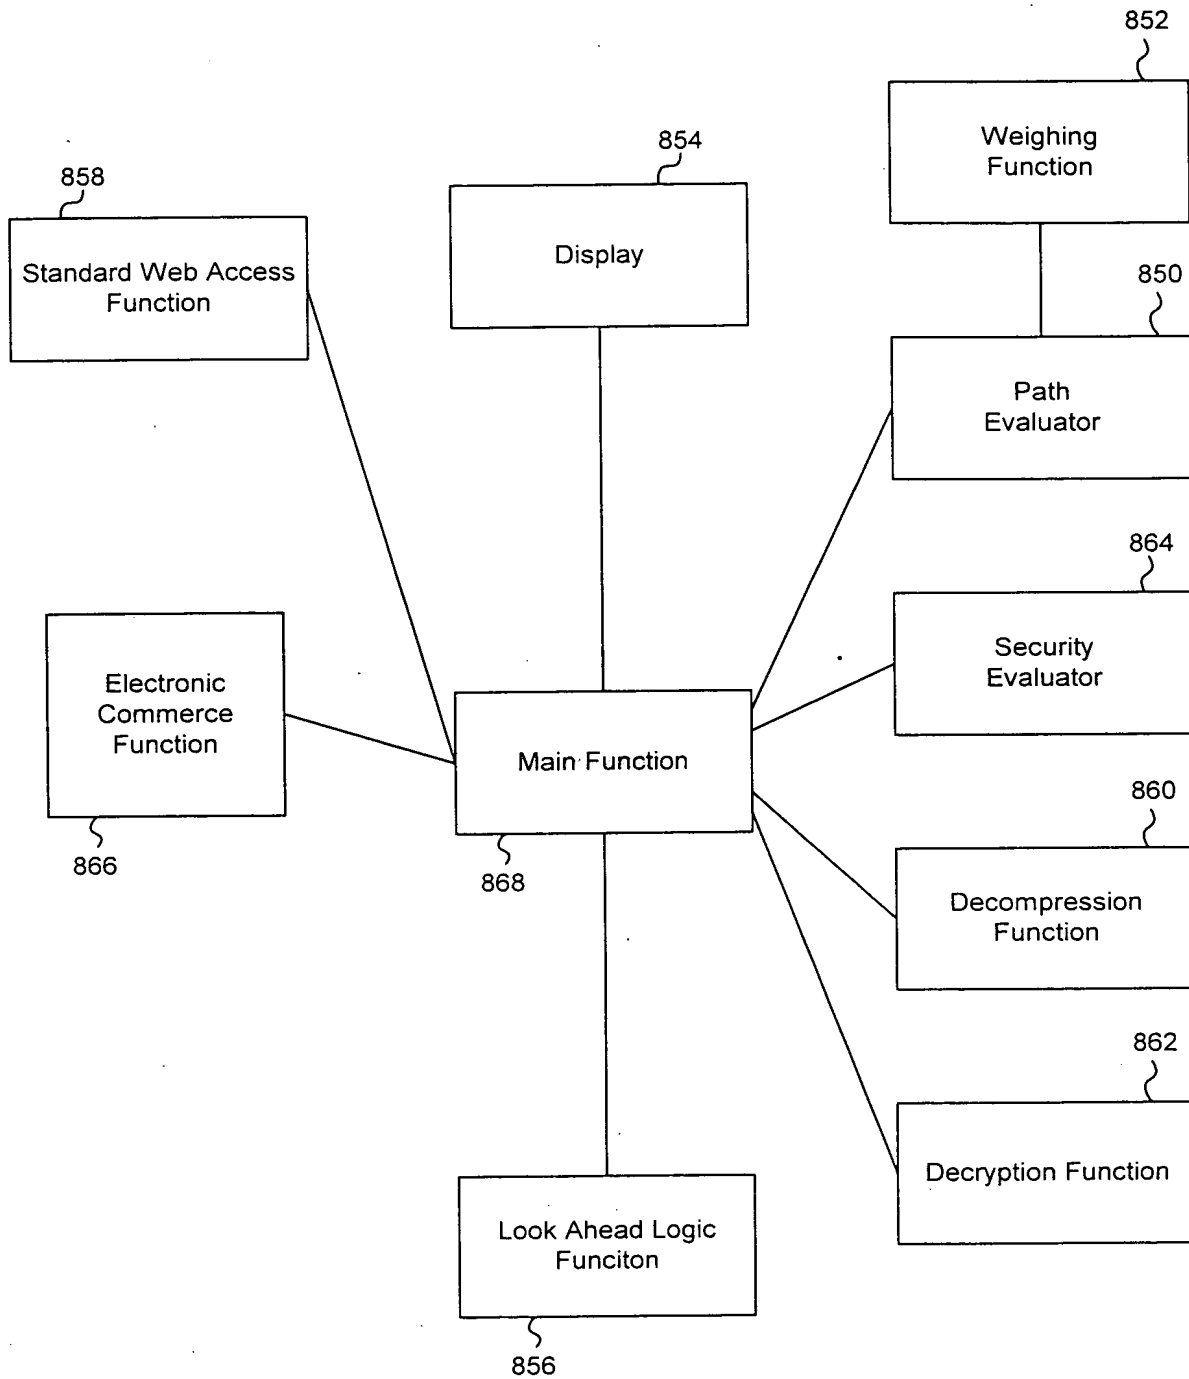 852
Weighing
Function
854
858
Display
Standard Web Access
Function
850
Path
Evaluator
864
Security
Evaluator
Electronic
Commerce
Function
Main Function
860
866
868
Decompression
Function
862
Decryption Function
Look Ahead Logic
Funciton
856